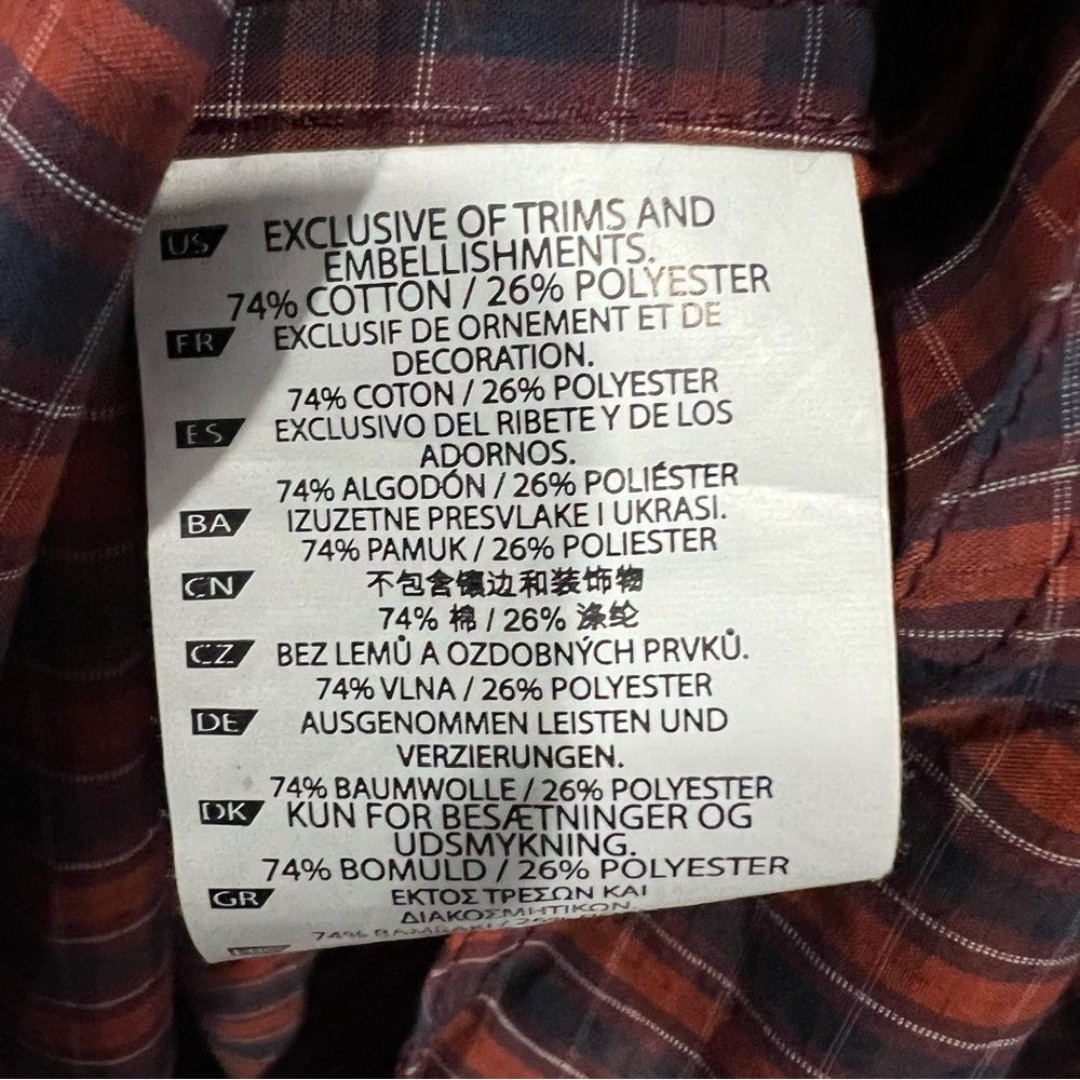 US EXCLUSIVE OF TRIMS AND
EMBELLISHMENTS.
74% COTTON / 26% POLYESTER
FR EXCLUSIF DE ORNEMENT ET DE
DECORATION.
74% COTON / 26% POLYESTER
ES EXCLUSIVO DEL RIBETE Y DE LOS
ADORNOS.
74% ALGODÓN / 26% POLIÉSTER
BA IZUZETNE PRESVLAKE I UKRASI.
74% PAMUK / 26% POLIESTER
CN 不包含镶边和装饰物
74% 棉 / 26% 涤纶
CZ BEZ LEMŮ A OZDOBNÝCH PRVKŮ.
74% VLNA / 26% POLYESTER
DE AUSGENOMMEN LEISTEN UND
VERZIERUNGEN.
74% BAUMWOLLE / 26% POLYESTER
DK KUN FOR BESÆTNINGER OG
UDSMYKNING.
74% BOMULD / 26% POLYESTER
GR ΕΚΤΟΣ ΤΡΕΣΩΝ ΚΑΙ
ΔΙΑΚΟΣΜΗΤΙΚΩΝ.
74% ΒΑΜΒΑΚΙ / 26%